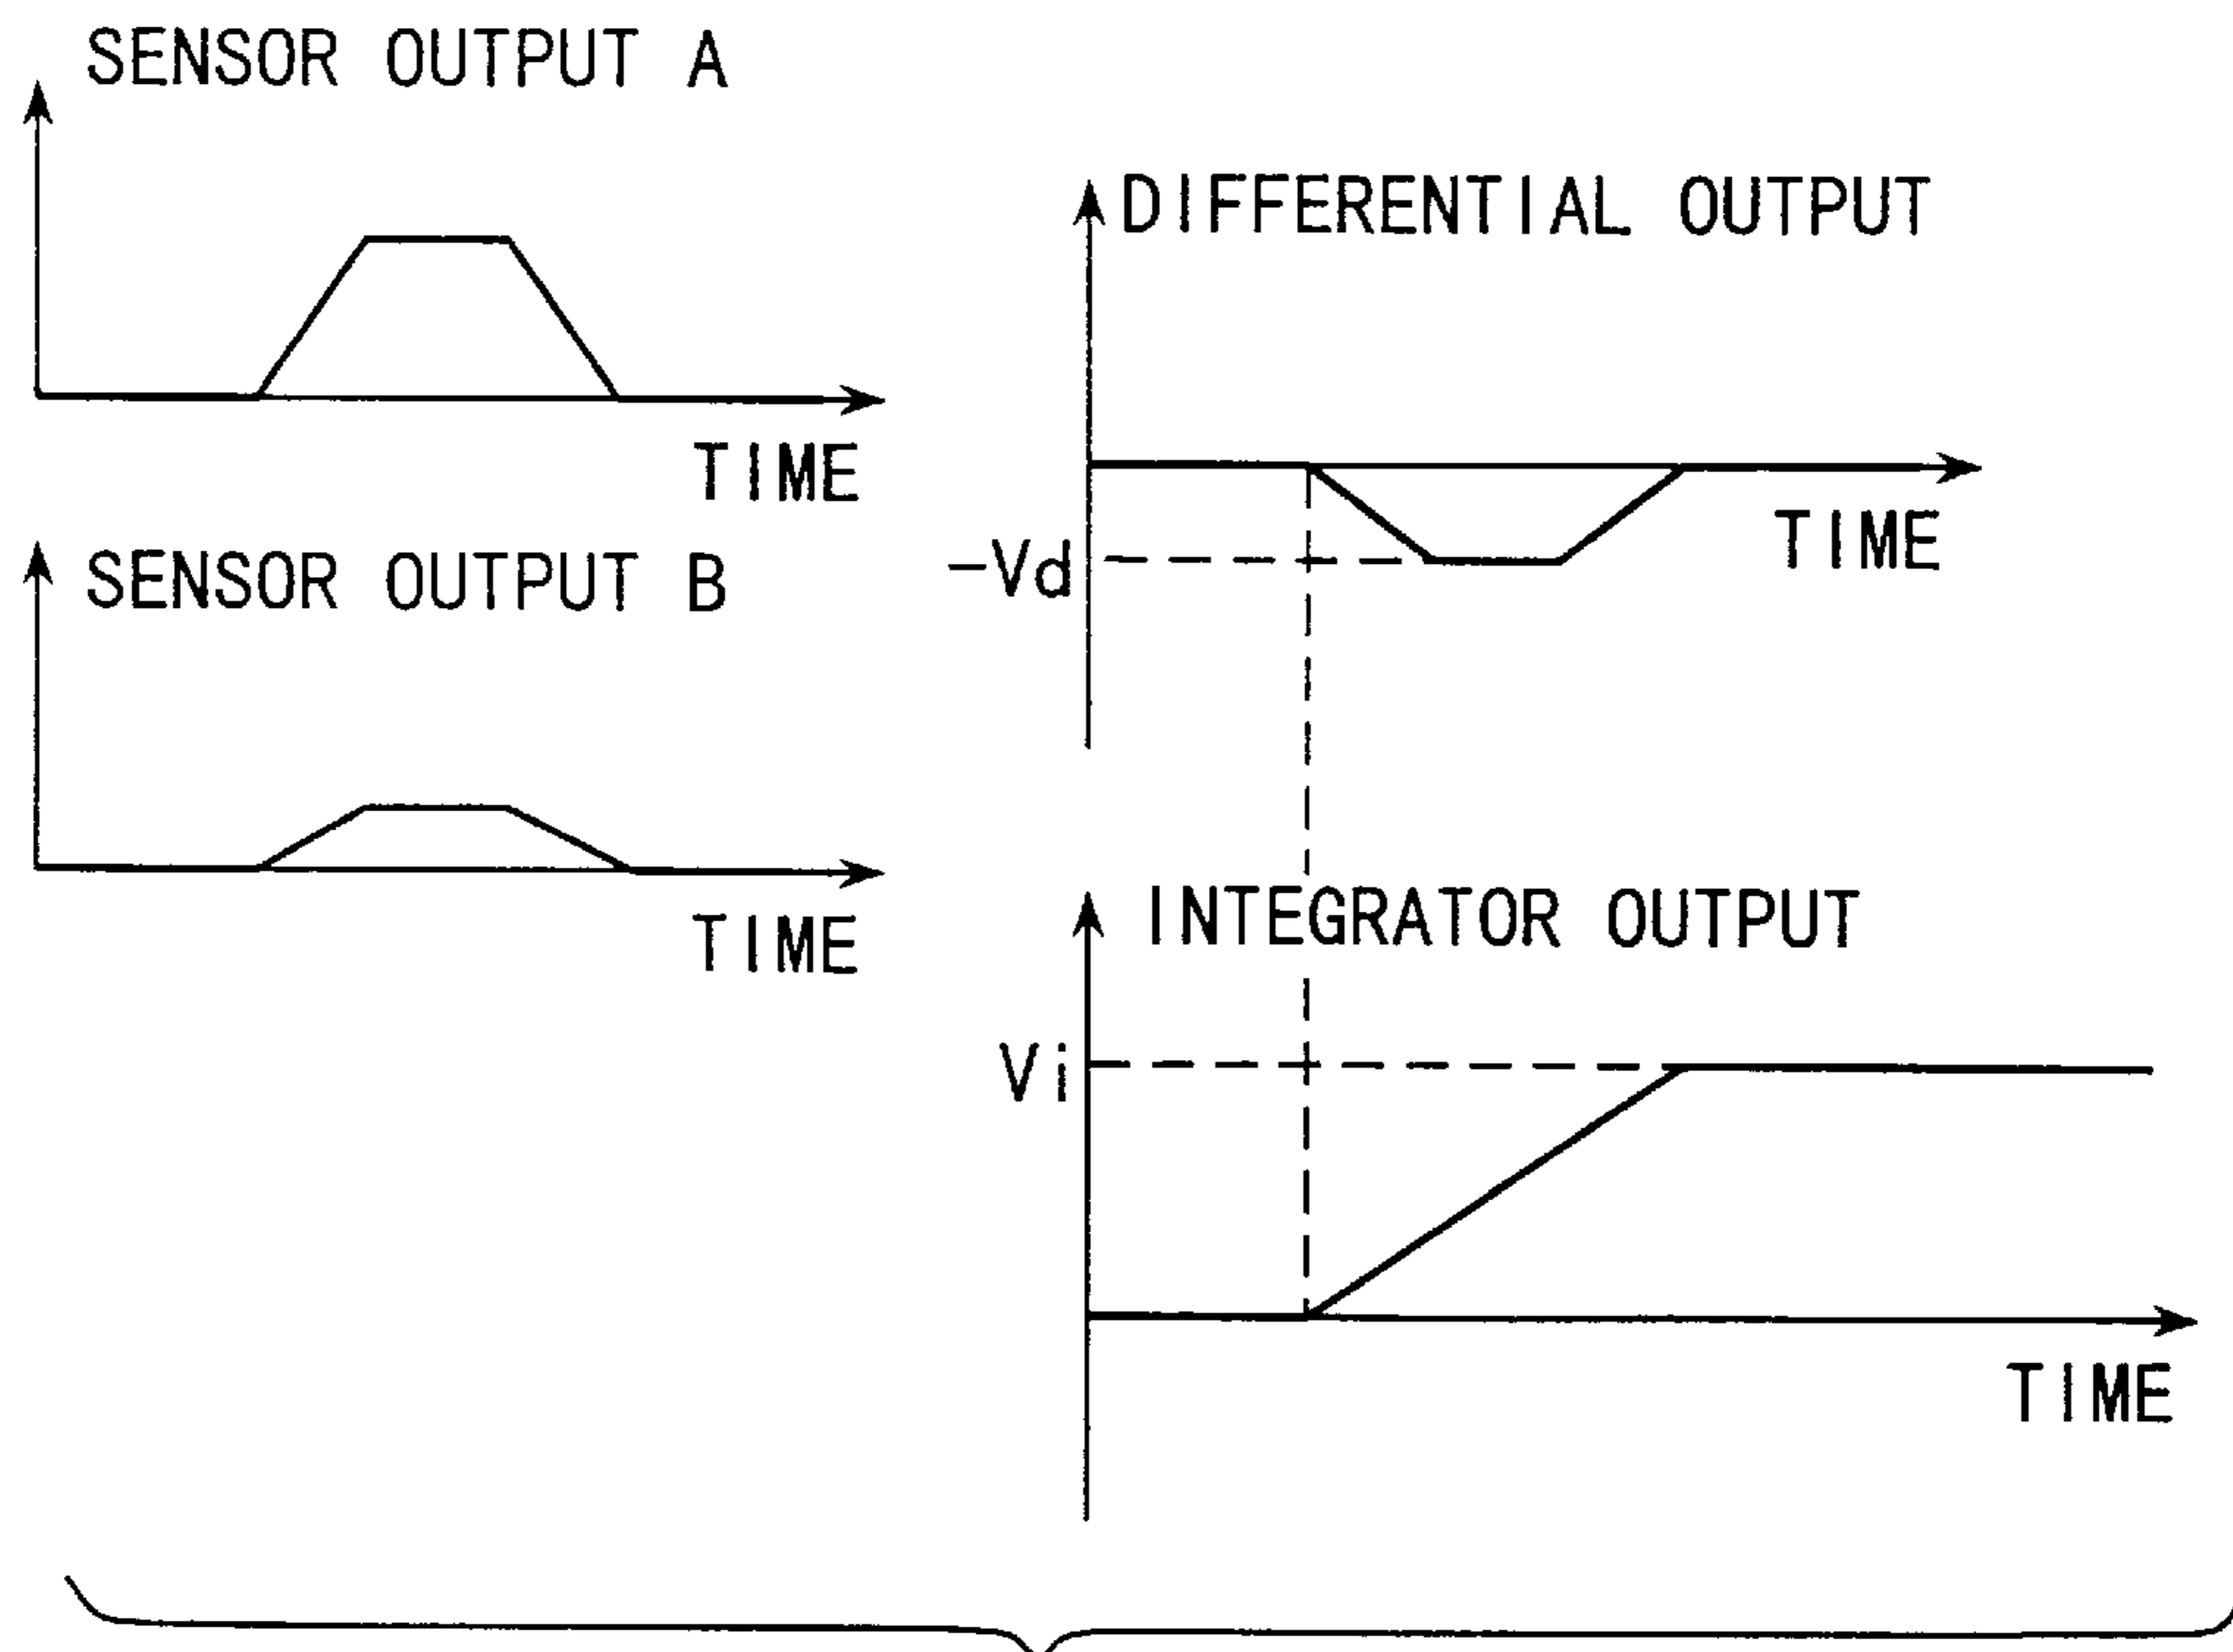 SENSOR OUTPUT A
TIME
SENSOR OUTPUT B
TIME
DIFFERENTIAL OUTPUT
-Vd
TIME
INTEGRATOR OUTPUT
Vi
TIME